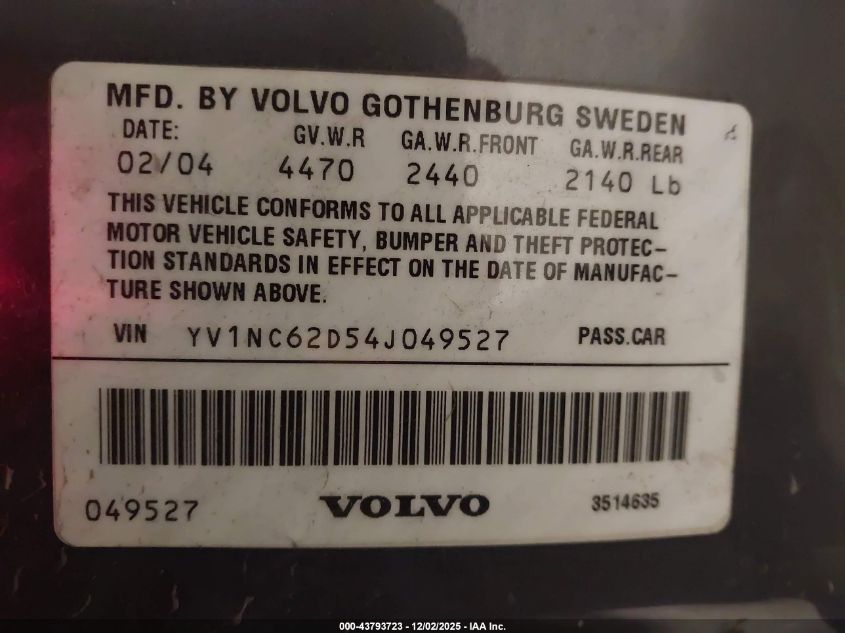 MFD. BY VOLVO GOTHENBURG SWEDEN
DATE: GV.W.R GA.W.R.FRONT GA.W.R.REAR
02/04 4470 2440 2140 Lb
THIS VEHICLE CONFORMS TO ALL APPLICABLE FEDERAL
MOTOR VEHICLE SAFETY, BUMPER AND THEFT PROTEC-
TION STANDARDS IN EFFECT ON THE DATE OF MANUFAC-
TURE SHOWN ABOVE.
VIN YV1NC62D54J049527 PASS.CAR
049527 VOLVO 3514635
000-43793723 - 12/02/2025 - IAA Inc.